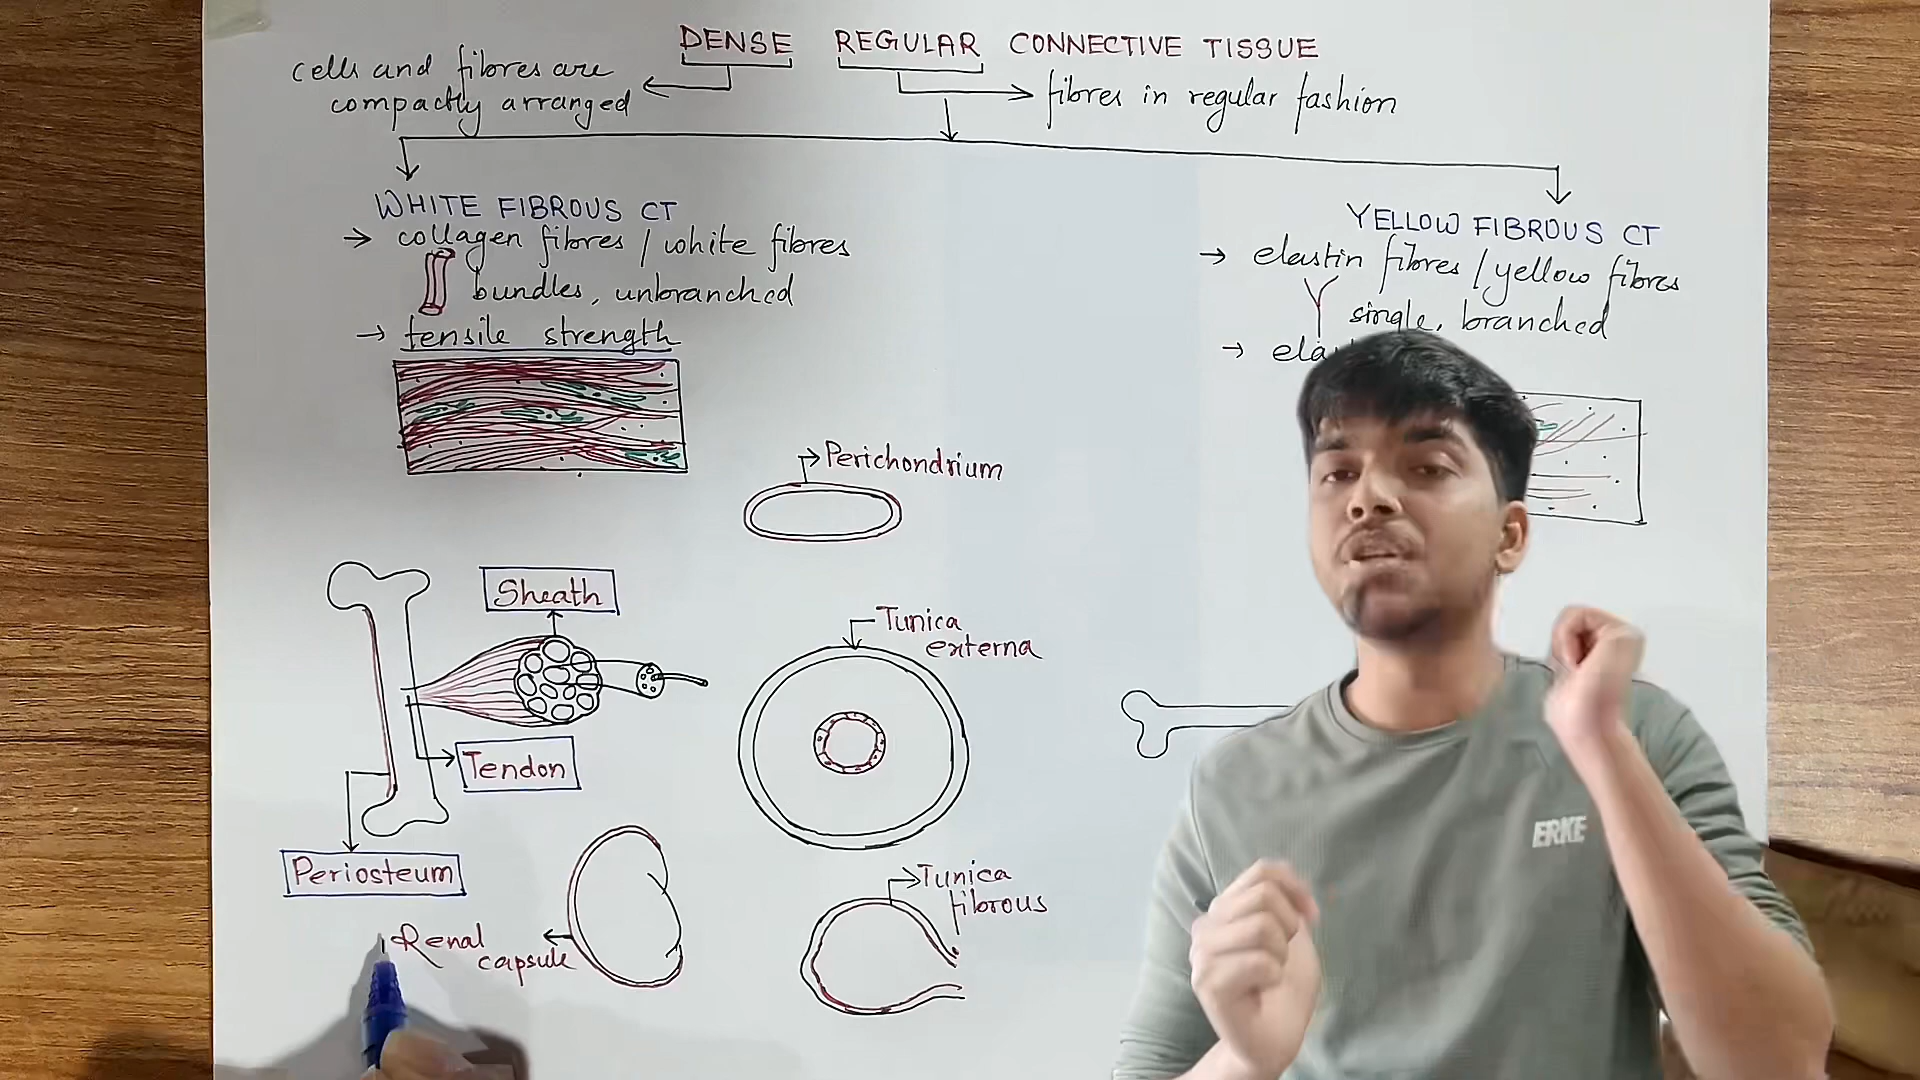 DENSE REGULAR CONNECTIVE TISSUE
cells and fibres are
compactly arranged
fibres in regular fashion
WHITE FIBROUS CT
→ collagen fibres / white fibres
bundles, unbranched
→ tensile strength
YELLOW FIBROUS CT
→ elastin fibres / yellow fibres
single, branched
→
Perichondrium
Sheath
Tunica
externa
Tendon
Periosteum
Tunica
fibrous
Renal
capsule
ERKE